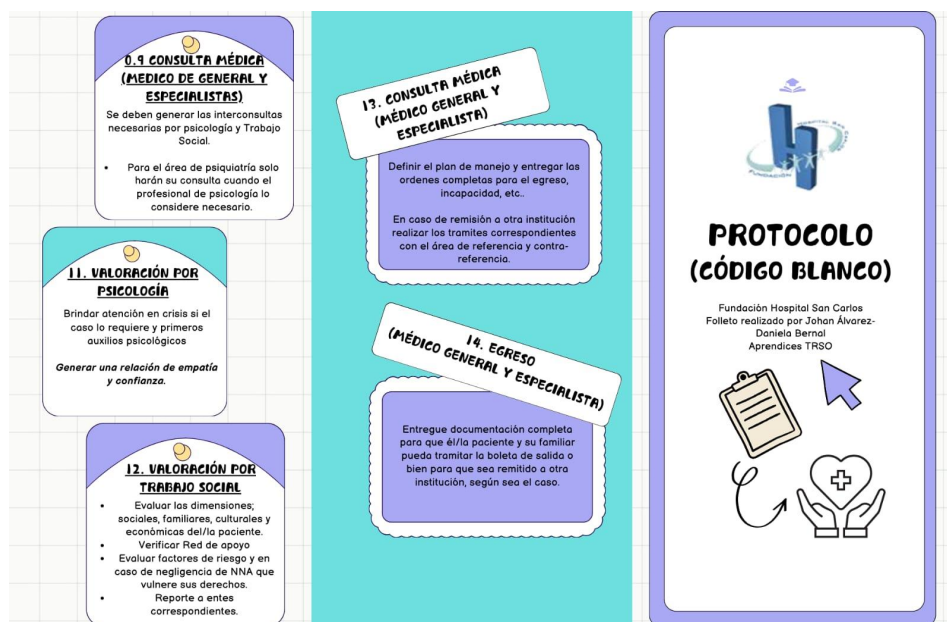 0.9 CONSULTA MÉDICA
(MEDICO DE GENERAL Y
ESPECIALISTAS)
Se deben generar las interconsultas
necesarias por psicología y Trabajo
Social.
• Para el área de psiquiatría solo
harán su consulta cuando el
profesional de psicología lo
considere necesario.
11. VALORACIÓN POR
PSICOLOGÍA
Brindar atención en crisis si el
caso lo requiere y primeros
auxilios psicológicos
Generar una relación de empatía
y confianza.
12. VALORACIÓN POR
TRABAJO SOCIAL
• Evaluar las dimensiones;
sociales, familiares, culturales y
económicas del/la paciente.
• Verificar Red de apoyo
• Evaluar factores de riesgo y en
caso de negligencia de NNA que
vulnere sus derechos.
• Reporte a entes
correspondientes.
13. CONSULTA MÉDICA
(MÉDICO GENERAL Y
ESPECIALISTA)
Definir el plan de manejo y entregar las
ordenes completas para el egreso,
incapacidad, etc..
En caso de remisión a otra institución
realizar los tramites correspondientes
con el área de referencia y contra-
referencia.
14. EGRESO
(MÉDICO GENERAL Y ESPECIALISTA)
Entregue documentación completa
para que él/la paciente y su familiar
pueda tramitar la boleta de salida o
bien para que sea remitido a otra
institución, según sea el caso.
FUNDACIÓN
HOSPITAL SAN CARLOS
PROTOCOLO
(CÓDIGO BLANCO)
Fundación Hospital San Carlos
Folleto realizado por Johan Álvarez-
Daniela Bernal
Aprendices TRSO